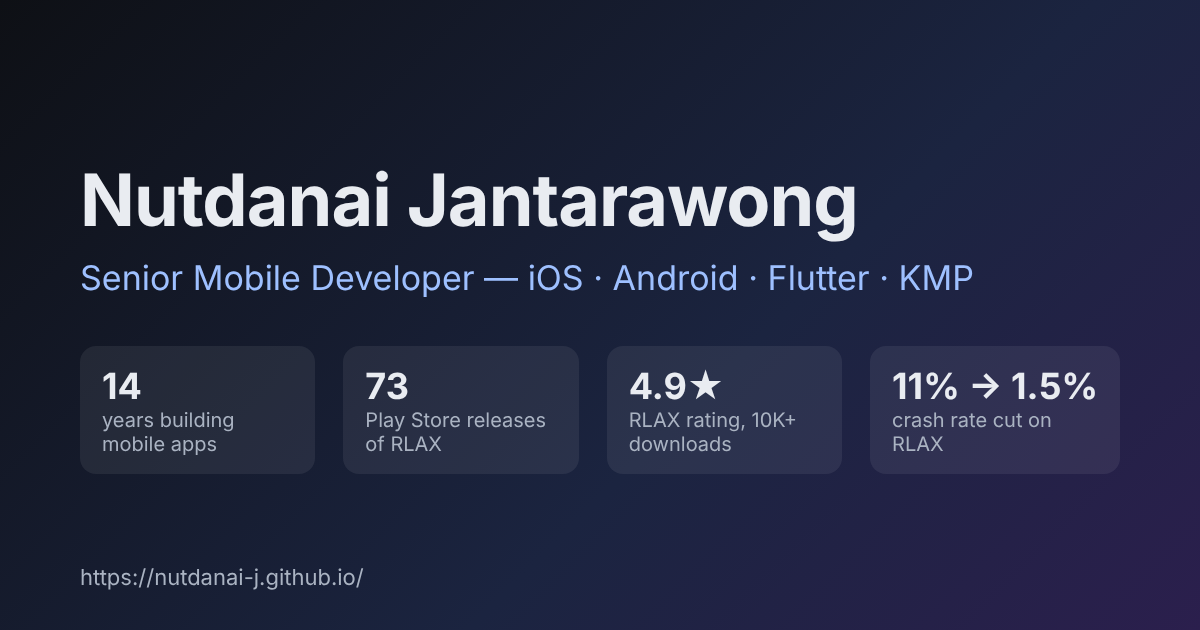 Nutdanai Jantarawong
Senior Mobile Developer — iOS · Android · Flutter · KMP
14
years building
mobile apps
73
Play Store releases
of RLAX
4.9★
RLAX rating, 10K+
downloads
11% → 1.5%
crash rate cut on
RLAX
https://nutdanai-j.github.io/